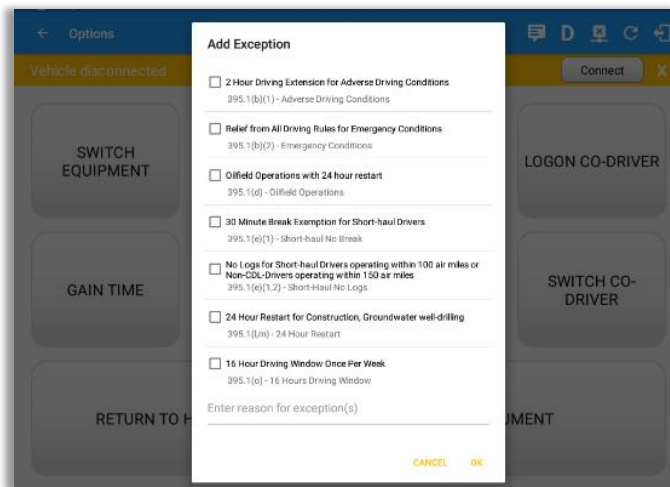 Options
Add Exception
D
Vehicle disconnected
Connect
X
2 Hour Driving Extension for Adverse Driving Conditions
395.1(b)(1) - Adverse Driving Conditions
Relief from All Driving Rules for Emergency Conditions
395.1(b)(2) - Emergency Conditions
SWITCH
EQUIPMENT
LOGON CO-DRIVER
Oilfield Operations with 24 hour restart
395.1(d) - Oilfield Operations
30 Minute Break Exemption for Short-haul Drivers
395.1(e)(1) - Short-haul No Break
No Logs for Short-haul Drivers operating within 100 air miles or
Non-CDL-Drivers operating within 150 air miles
395.1(e)(1,2) - Short-Haul No Logs
GAIN TIME
SWITCH CO-
DRIVER
24 Hour Restart for Construction, Groundwater well-drilling
395.1(l,m) - 24 Hour Restart
16 Hour Driving Window Once Per Week
395.1(o) - 16 Hours Driving Window
Enter reason for exception(s)
RETURN TO H
UMENT
CANCEL
OK